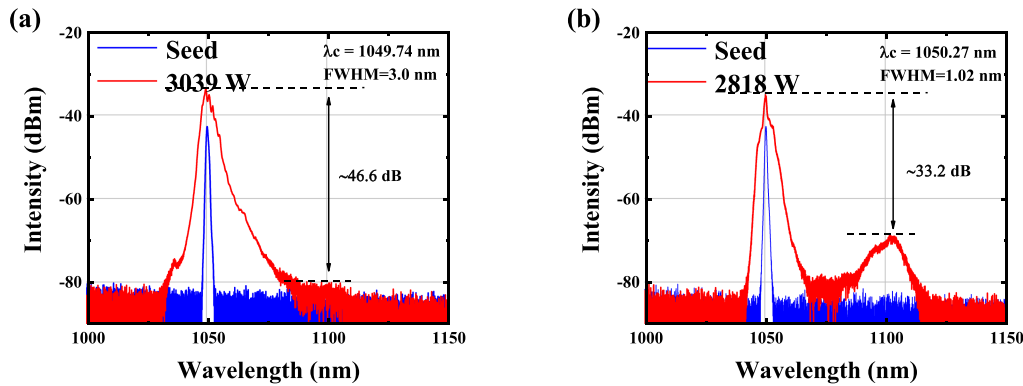 (a)
Intensity (dBm)
-20
-40
-60
-80
Seed
3039 W
λc = 1049.74 nm
FWHM=3.0 nm
~46.6 dB
1000
1050
1100
1150
Wavelength (nm)
(b)
Intensity (dBm)
-20
-40
-60
-80
Seed
2818 W
λc = 1050.27 nm
FWHM=1.02 nm
~33.2 dB
1000
1050
1100
1150
Wavelength (nm)